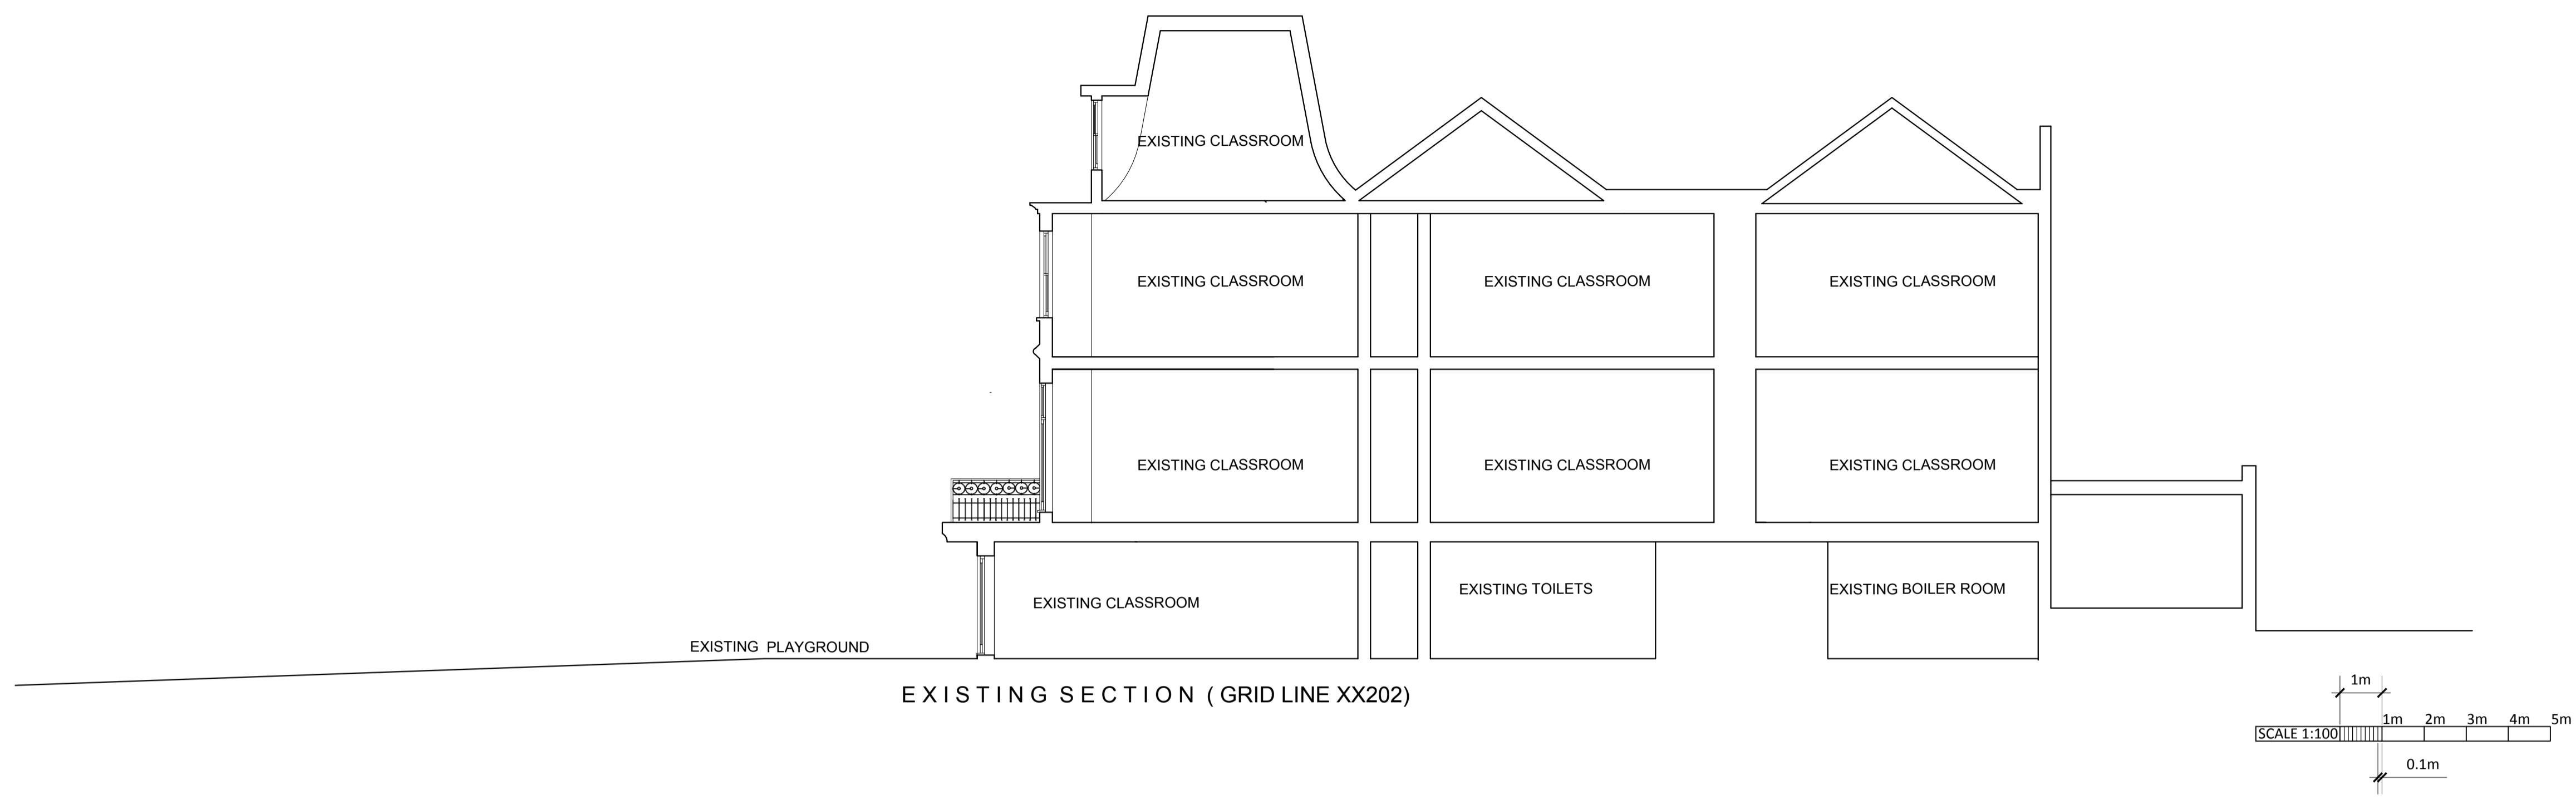 EXISTING CLASSROOM
EXISTING CLASSROOM EXISTING CLASSROOM EXISTING CLASSROOM
EXISTING CLASSROOM EXISTING CLASSROOM EXISTING CLASSROOM
EXISTING CLASSROOM EXISTING TOILETS EXISTING BOILER ROOM
EXISTING PLAYGROUND
EXISTING SECTION ( GRID LINE XX202)
1m
1m 2m 3m 4m 5m
SCALE 1:100
0.1m